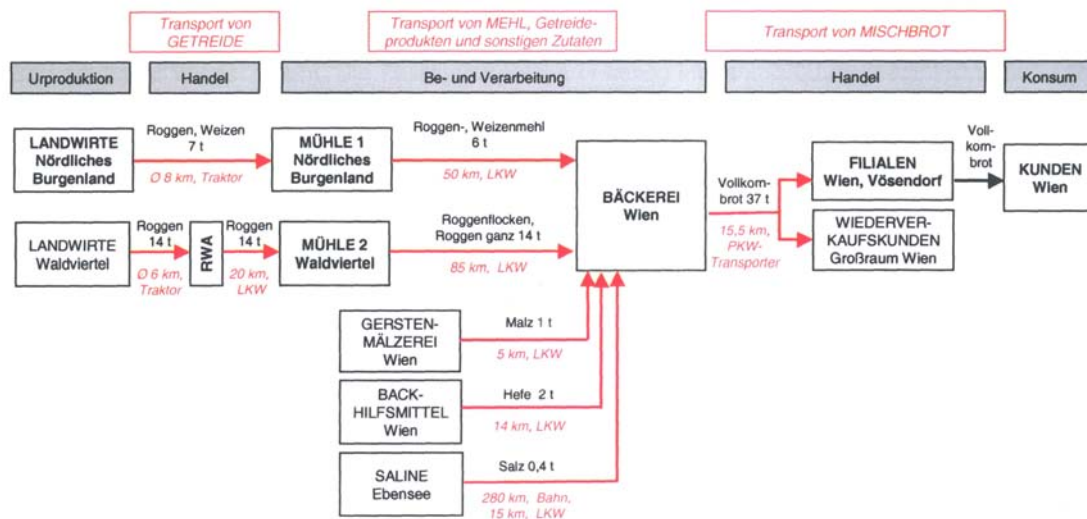 Transport von
GETREIDE
Transport von MEHL, Getreide-
produkten und sonstigen Zutaten
Transport von MISCHBROT
Urproduktion
Handel
Be- und Verarbeitung
Handel
Konsum
LANDWIRTE
Nördliches
Burgenland
Roggen, Weizen
7 t
Ø 8 km, Traktor
MÜHLE 1
Nördliches
Burgenland
Roggen-, Weizenmehl
6 t
50 km, LKW
BÄCKEREI
Wien
Vollkorn-
brot 37 t
15,5 km,
PKW-
Transporter
FILIALEN
Wien, Vösendorf
Voll-
korn-
brot
KUNDEN
Wien
WIEDERVER-
KAUFSKUNDEN
Großraum Wien
LANDWIRTE
Waldviertel
Roggen
14 t
Ø 6 km,
Traktor
RWA
Roggen
14 t
20 km,
LKW
MÜHLE 2
Waldviertel
Roggenflocken,
Roggen ganz 14 t
85 km, LKW
GERSTEN-
MÄLZEREI
Wien
Malz 1 t
5 km, LKW
BACK-
HILFSMITTEL
Wien
Hefe 2 t
14 km, LKW
SALINE
Ebensee
Salz 0,4 t
280 km, Bahn,
15 km, LKW